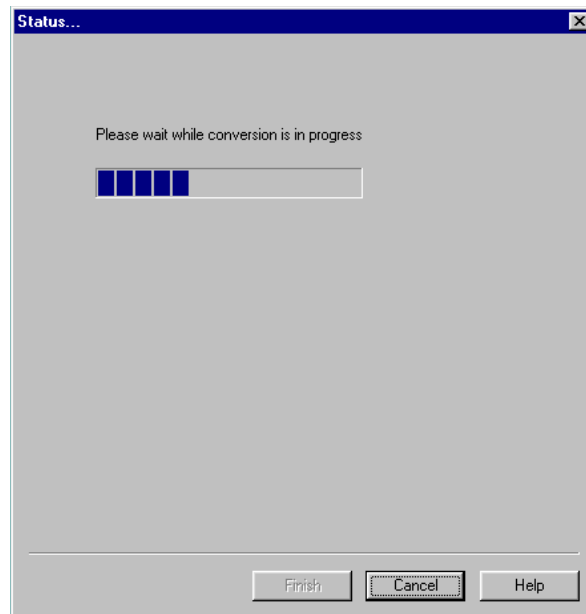 Status...
Please wait while conversion is in progress
Finish Cancel Help